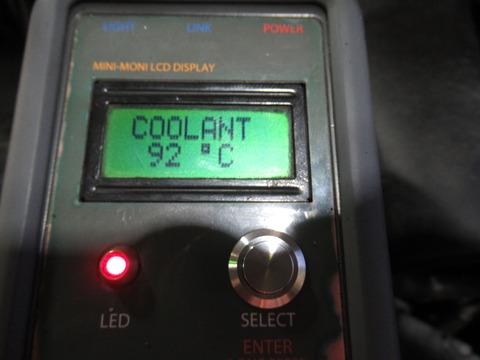 LIGHT LINK POWER
MINI-MONI LCD DISPLAY
COOLANT
92 °C
LED SELECT
ENTER